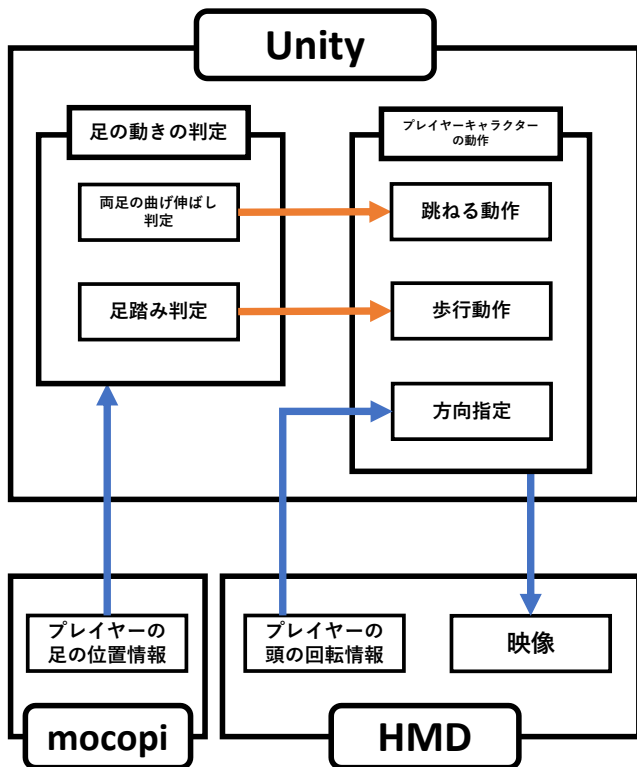 Unity
足の動きの判定
両足の曲げ伸ばし
判定
足踏み判定
プレイヤーキャラクター
の動作
跳ねる動作
歩行動作
方向指定
プレイヤーの
足の位置情報
mocopi
プレイヤーの
頭の回転情報
映像
HMD